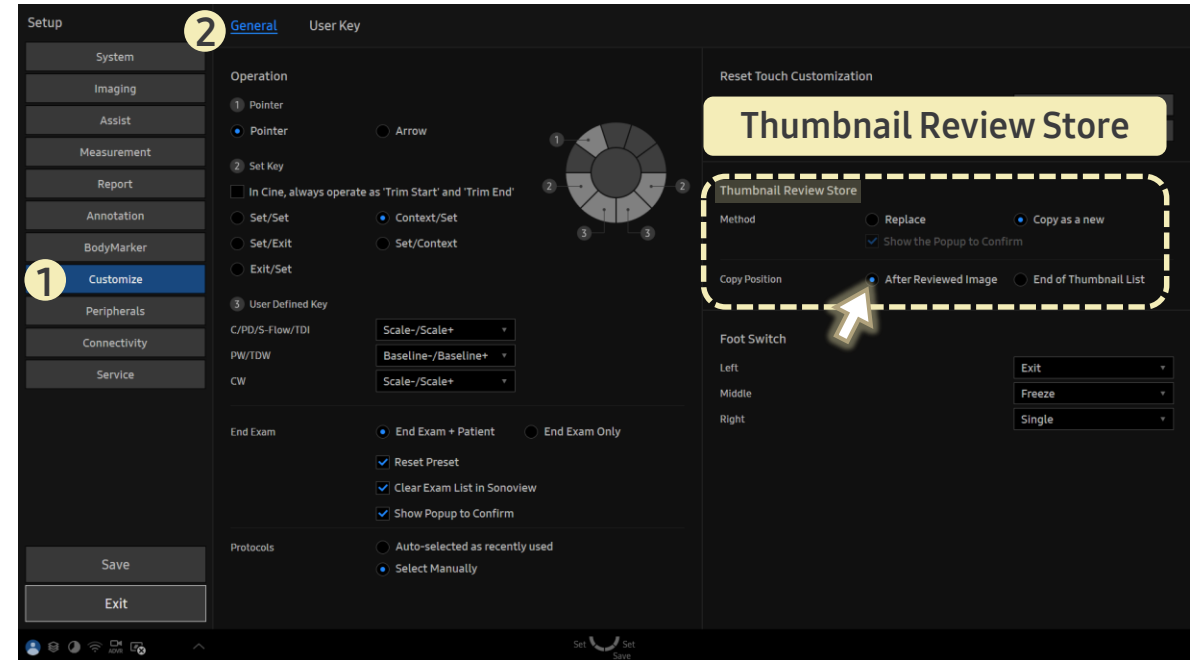 Setup
System
Imaging
Assist
Measurement
Report
Annotation
BodyMarker
1
Customize
Peripherals
Connectivity
Service
Save
Exit
2
General
User Key
Operation
1 Pointer
Pointer
Arrow
2 Set Key
In Cine, always operate as 'Trim Start' and 'Trim End'
Set/Set
Context/Set
Set/Exit
Set/Context
Exit/Set
1
2
2
3
3
3 User Defined Key
C/PD/S-Flow/TDI
Scale-/Scale+
PW/TDW
Baseline-/Baseline+
CW
Scale-/Scale+
End Exam
End Exam + Patient
End Exam Only
Reset Preset
Clear Exam List in Sonoview
Show Popup to Confirm
Protocols
Auto-selected as recently used
Select Manually
Reset Touch Customization
Thumbnail Review Store
Thumbnail Review Store
Method
Replace
Copy as a new
Show the Popup to Confirm
Copy Position
After Reviewed Image
End of Thumbnail List
Foot Switch
Left
Exit
Middle
Freeze
Right
Single
ADVR
Set
Set
Save